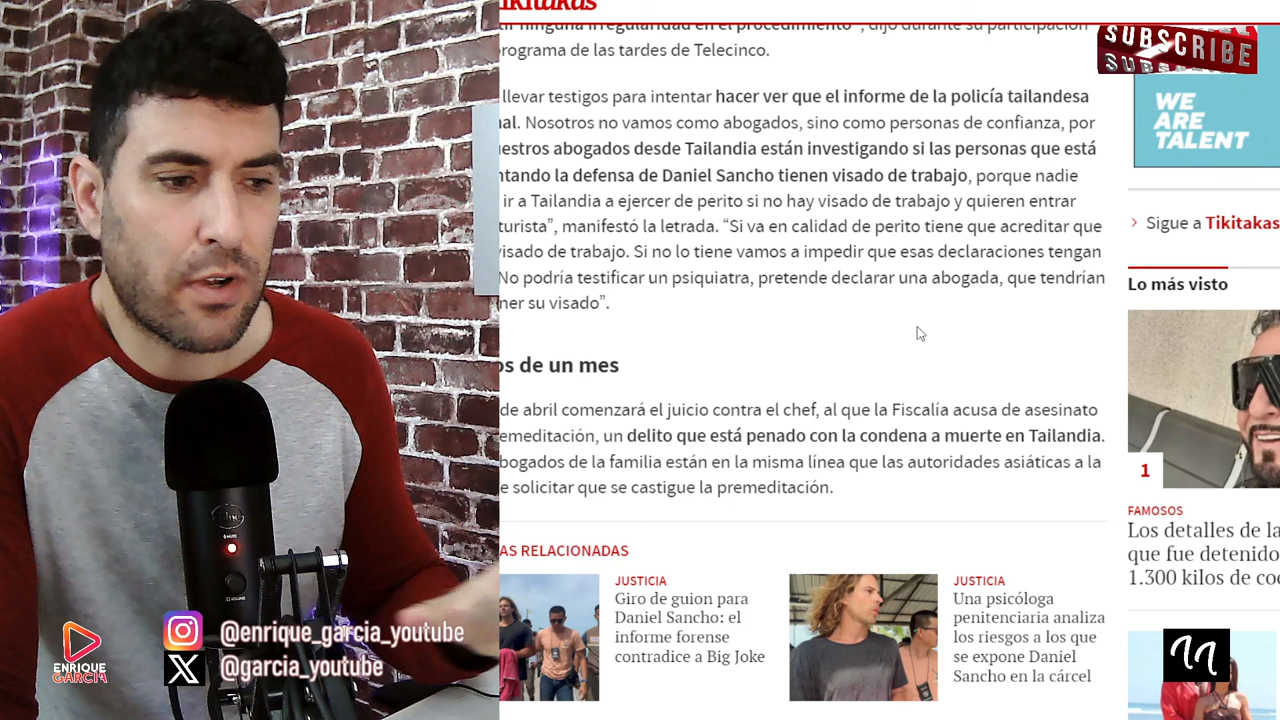 Tikitakas
ninguna irregularidad en el procedimiento", dijo durante su participación
programa de las tardes de Telecinco.
llevar testigos para intentar hacer ver que el informe de la policía tailandesa
nal. Nosotros no vamos como abogados, sino como personas de confianza, por
uestros abogados desde Tailandia están investigando si las personas que está
ntando la defensa de Daniel Sancho tienen visado de trabajo, porque nadie
ir a Tailandia a ejercer de perito si no hay visado de trabajo y quieren entrar
turista”, manifestó la letrada. “Si va en calidad de perito tiene que acreditar que
visado de trabajo. Si no lo tiene vamos a impedir que esas declaraciones tengan
No podría testificar un psiquiatra, pretende declarar una abogada, que tendrían
ner su visado”.
os de un mes
de abril comenzará el juicio contra el chef, al que la Fiscalía acusa de asesinato
emeditación, un delito que está penado con la condena a muerte en Tailandia.
bogados de la familia están en la misma línea que las autoridades asiáticas a la
e solicitar que se castigue la premeditación.
AS RELACIONADAS
JUSTICIA
Giro de guion para
Daniel Sancho: el
informe forense
contradice a Big Joke
JUSTICIA
Una psicóloga
penitenciaria analiza
los riesgos a los que
se expone Daniel
Sancho en la cárcel
SUBSCRIBE
WE
ARE
TALENT
Sigue a Tikitakas
Lo más visto
1
FAMOSOS
Los detalles de la
que fue detenido
1.300 kilos de co
MUTE
VOLUME
@enrique_garcia_youtube
@garcia_youtube
ENRIQUE
GARCIA